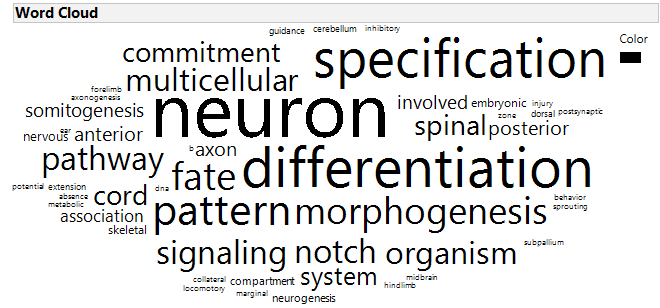 Word Cloud
guidance cerebellum inhibitory
Color
commitment specification
multicellular
forelimb
axonogenesis
neuron
involved embryonic injury
somitogenesis
zone dorsal postsynaptic
nervous ear anterior
spinal posterior
b axon
pathway
differentiation
fate
potential extension
dna
absence
cord
metabolic
behavior
association pattern morphogenesis sprouting
skeletal
signaling notch organism subpallium
collateral compartment system midbrain
locomotory hindlimb
marginal neurogenesis